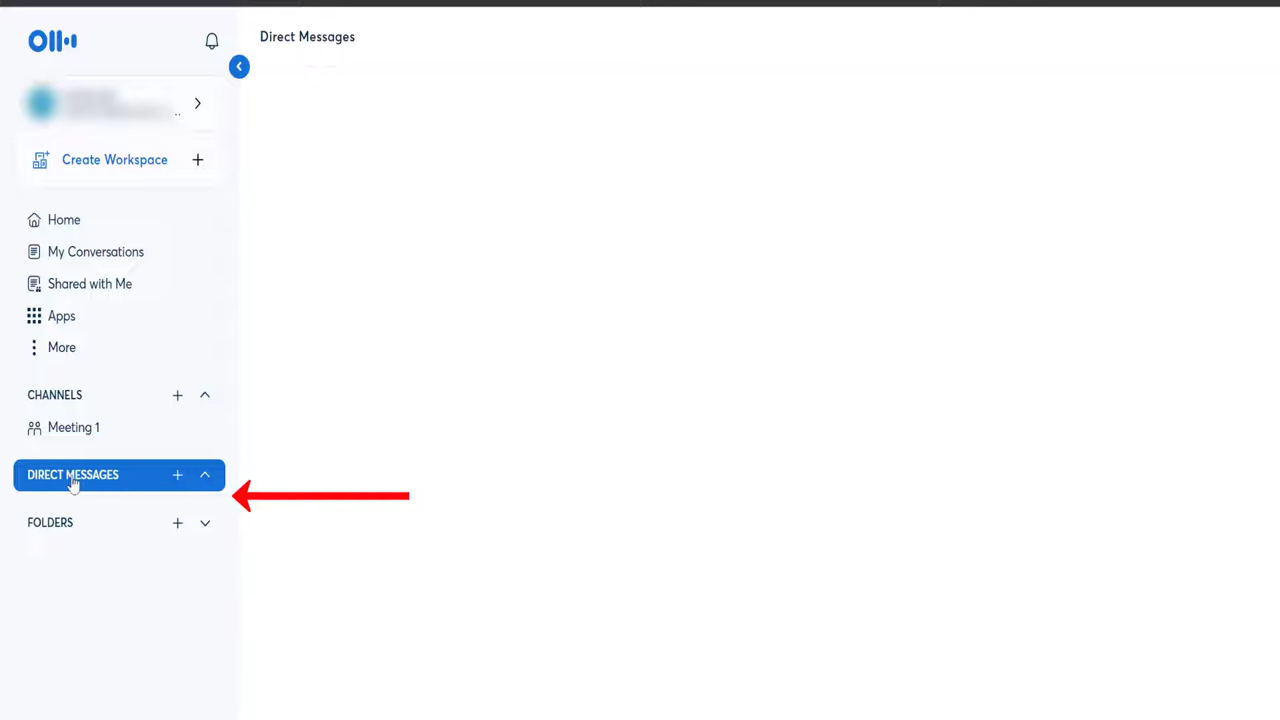 Direct Messages
Create Workspace
Home
My Conversations
Shared with Me
Apps
More
CHANNELS
Meeting 1
DIRECT MESSAGES
FOLDERS